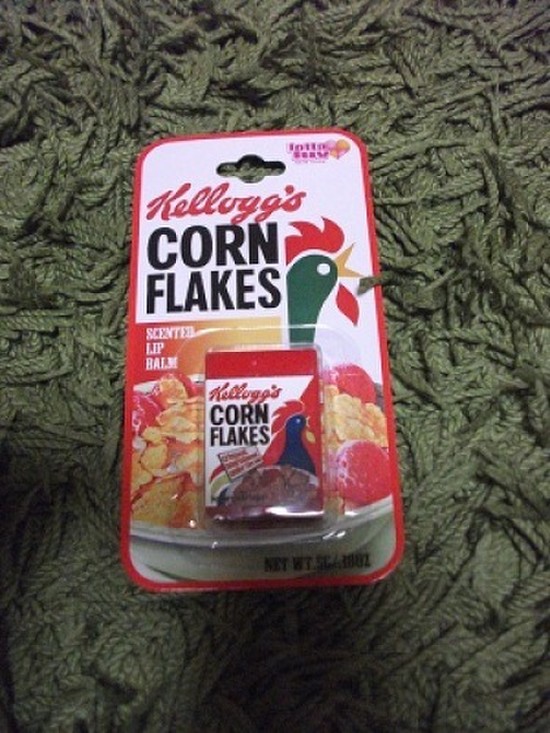 Kellogg's
CORN
FLAKES
SCENTED
LIP
BALM
Kellogg's
CORN
FLAKES
NET WT.